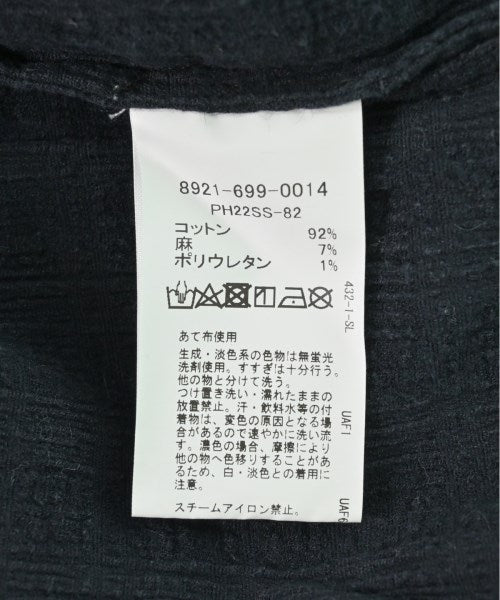 8921-699-0014
PH22SS-82
コットン 92%
麻 7%
ポリウレタン 1%
あて布使用
生成・淡色系の色物は無蛍光
洗剤使用。すすぎは十分行う。
他の物と分けて洗う。
つけ置き洗い・濡れたままの
放置禁止。汗・飲料水等の付
着物は、変色の原因となる場
合があるので速やかに洗い流
す。濃色の場合、摩擦により
他の物へ色移りすることがあ
るため、白・淡色との着用に
注意。
スチームアイロン禁止。
432-1-SL
UAF1
UAF6